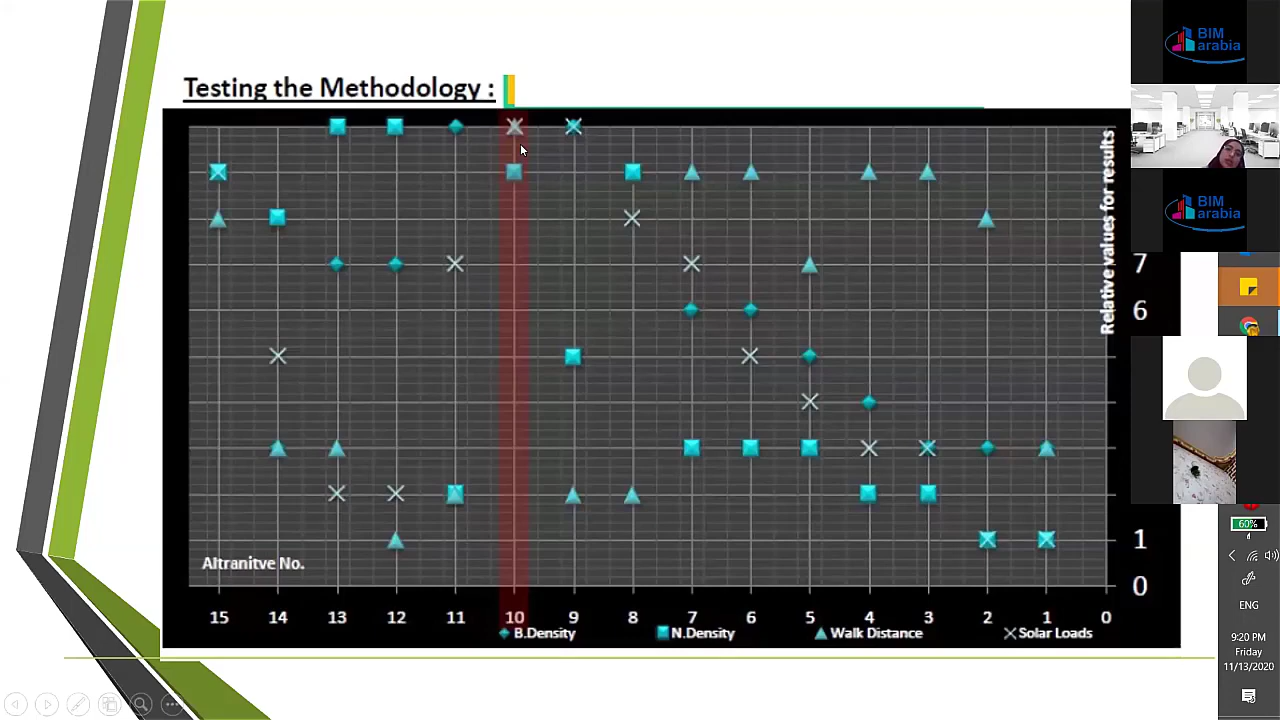 Testing the Methodology :
BIM
arabia
BIM
arabia
Relative values for results
7
6
1
0
Altranitve No.
15 14 13 12 11 10 9 8 7 6 5 4 3 2 1 0
B.Density N.Density Walk Distance Solar Loads
60%
ENG
9:20 PM
Friday
11/13/2020